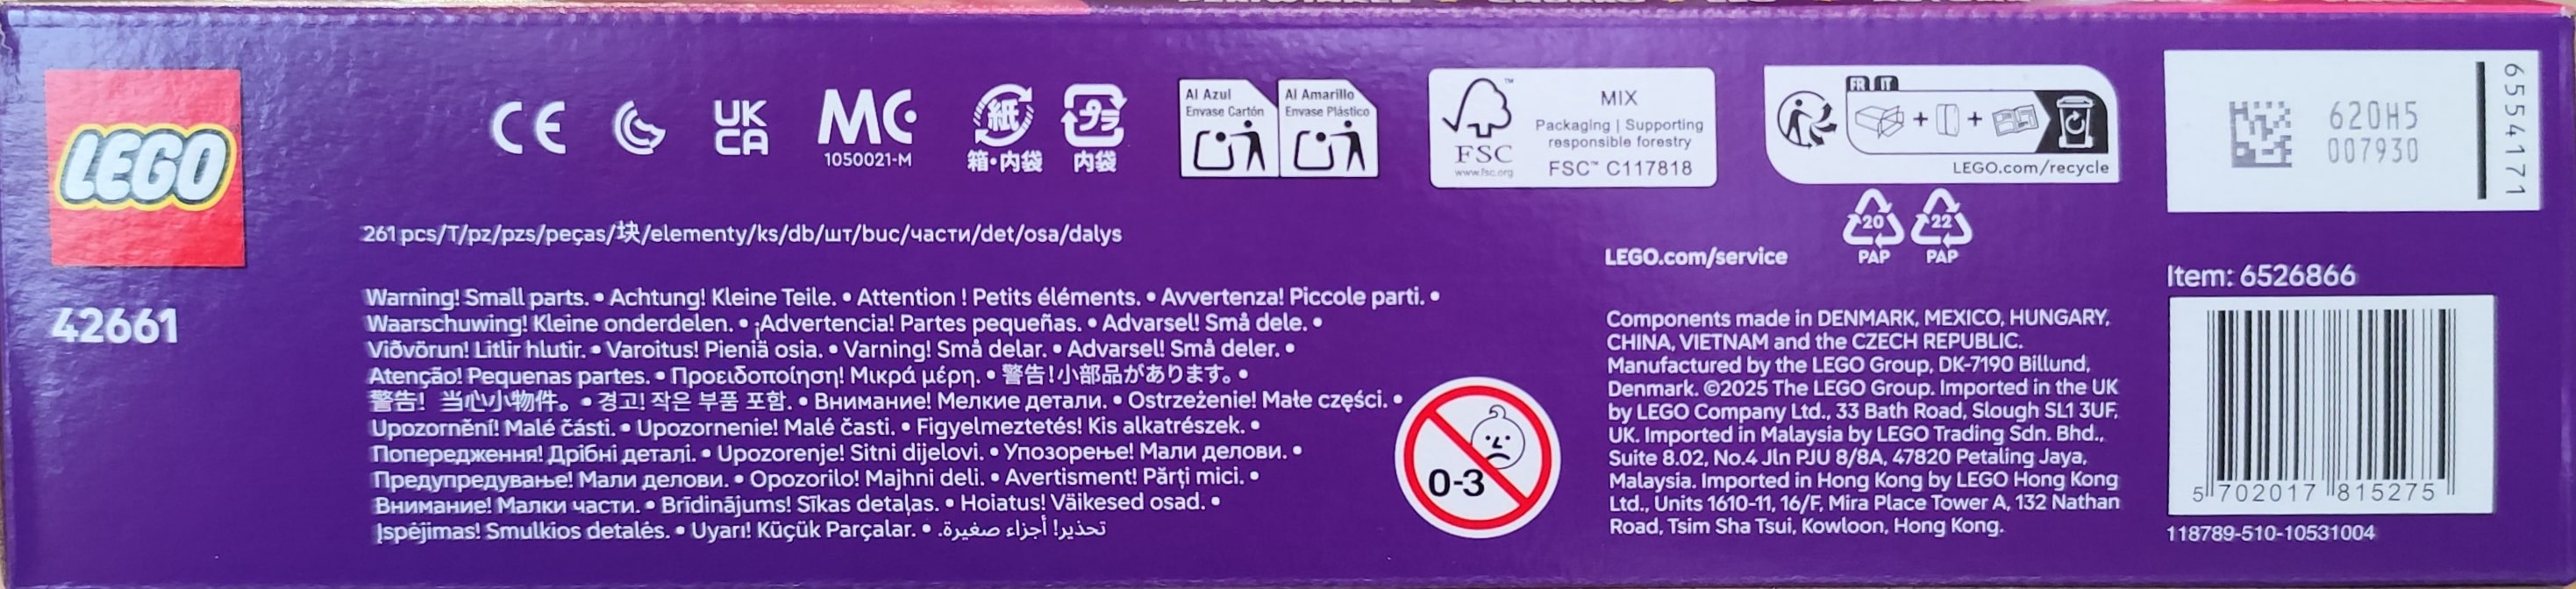 LEGO
42661
CE
UK
CA
MC
1050021-M
紙
箱・内袋
プラ
内袋
Al Azul
Envase Cartón
Al Amarillo
Envase Plástico
FSC™
www.fsc.org
MIX
Packaging | Supporting
responsible forestry
FSC™ C117818
FR IT
LEGO.com/recycle
20
PAP
22
PAP
620H5
007930
6554171
261 pcs/T/pz/pzs/peças/块/elementy/ks/db/шт/buc/части/det/osa/dalys
Warning! Small parts. • Achtung! Kleine Teile. • Attention ! Petits éléments. • Avvertenza! Piccole parti. •
Waarschuwing! Kleine onderdelen. • ¡Advertencia! Partes pequeñas. • Advarsel! Små dele. •
Viðvörun! Litlir hlutir. • Varoitus! Pieniä osia. • Varning! Små delar. • Advarsel! Små deler. •
Atenção! Pequenas partes. • Προειδοποίηση! Μικρά μέρη. • 警告!小部品があります。 •
警告! 当心小物件。 • 경고! 작은 부품 포함. • Внимание! Мелкие детали. • Ostrzeżenie! Małe części. •
Upozornění! Malé části. • Upozornenie! Malé časti. • Figyelmeztetés! Kis alkatrészek. •
Попередження! Дрібні деталі. • Upozorenje! Sitni dijelovi. • Упозорење! Мали делови. •
Предупредување! Мали делови. • Opozorilo! Majhni deli. • Avertisment! Părți mici. •
Внимание! Малки части. • Brīdinājums! Sīkas detaļas. • Hoiatus! Väikesed osad. •
Įspėjimas! Smulkios detalės. • Uyarı! Küçük Parçalar. • تحذير! أجزاء صغيرة.
0-3
LEGO.com/service
Components made in DENMARK, MEXICO, HUNGARY,
CHINA, VIETNAM and the CZECH REPUBLIC.
Manufactured by the LEGO Group, DK-7190 Billund,
Denmark. ©2025 The LEGO Group. Imported in the UK
by LEGO Company Ltd., 33 Bath Road, Slough SL1 3UF,
UK. Imported in Malaysia by LEGO Trading Sdn. Bhd.,
Suite 8.02, No.4 Jln PJU 8/8A, 47820 Petaling Jaya,
Malaysia. Imported in Hong Kong by LEGO Hong Kong
Ltd., Units 1610-11, 16/F, Mira Place Tower A, 132 Nathan
Road, Tsim Sha Tsui, Kowloon, Hong Kong.
Item: 6526866
5 702017 815275
118789-510-10531004